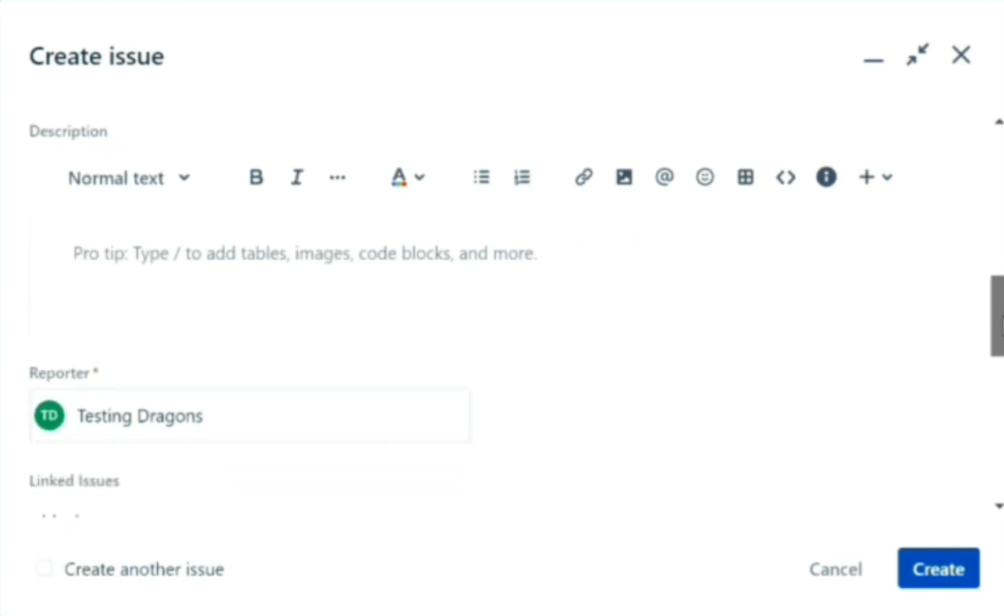 Create issue
Description
Normal text B I ... A @ <> +
Pro tip: Type / to add tables, images, code blocks, and more.
Reporter *
TD Testing Dragons
Linked Issues
Create another issue
Cancel Create